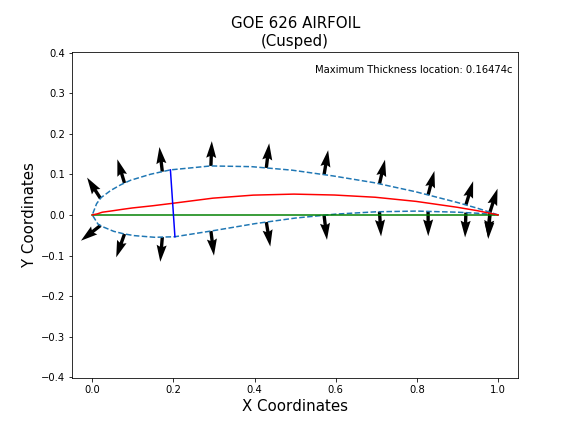 GOE 626 AIRFOIL
(Cusped)
Maximum Thickness location: 0.16474c
Y Coordinates
0.4
0.3
0.2
0.1
0.0
−0.1
−0.2
−0.3
−0.4
0.0 0.2 0.4 0.6 0.8 1.0
X Coordinates